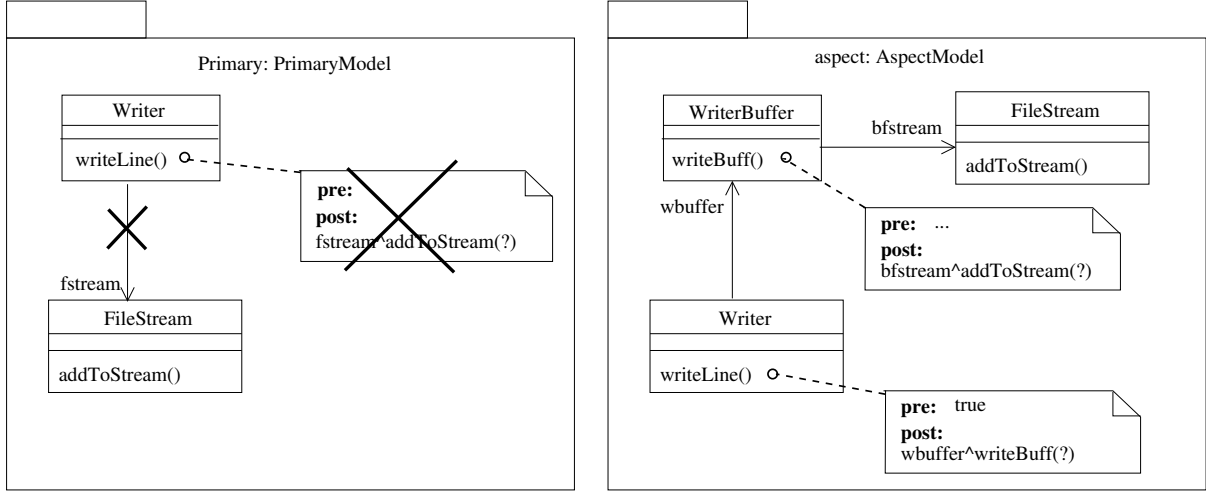 Primary: PrimaryModel
Writer
writeLine()
pre:
post:
fstream^addToStream(?)
fstream
FileStream
addToStream()
aspect: AspectModel
WriterBuffer
writeBuff()
bfstream
FileStream
addToStream()
wbuffer
pre: ...
post:
bfstream^addToStream(?)
Writer
writeLine()
pre: true
post:
wbuffer^writeBuff(?)